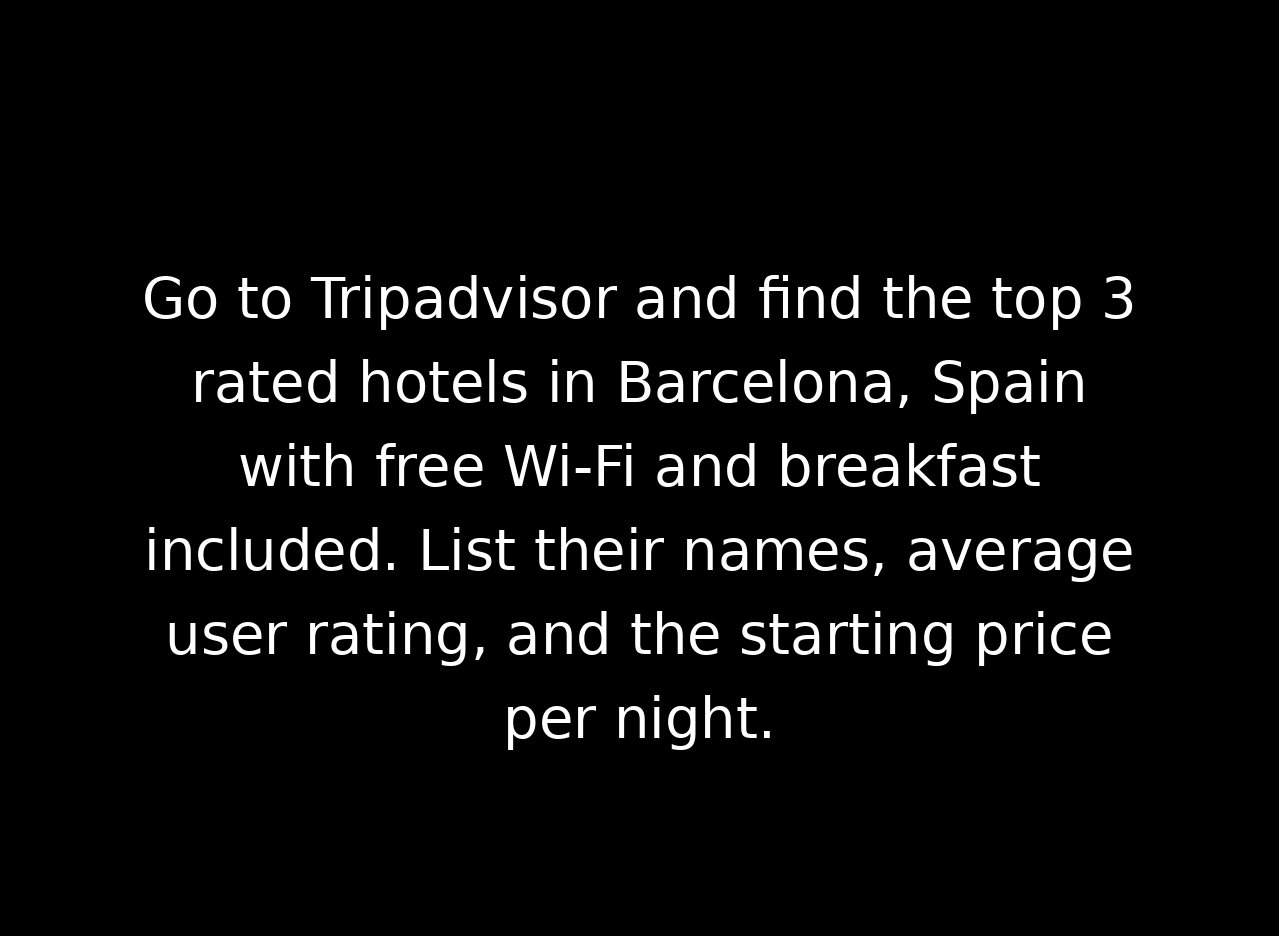 Go to Tripadvisor and find the top 3
rated hotels in Barcelona, Spain
with free Wi-Fi and breakfast
included. List their names, average
user rating, and the starting price
per night.